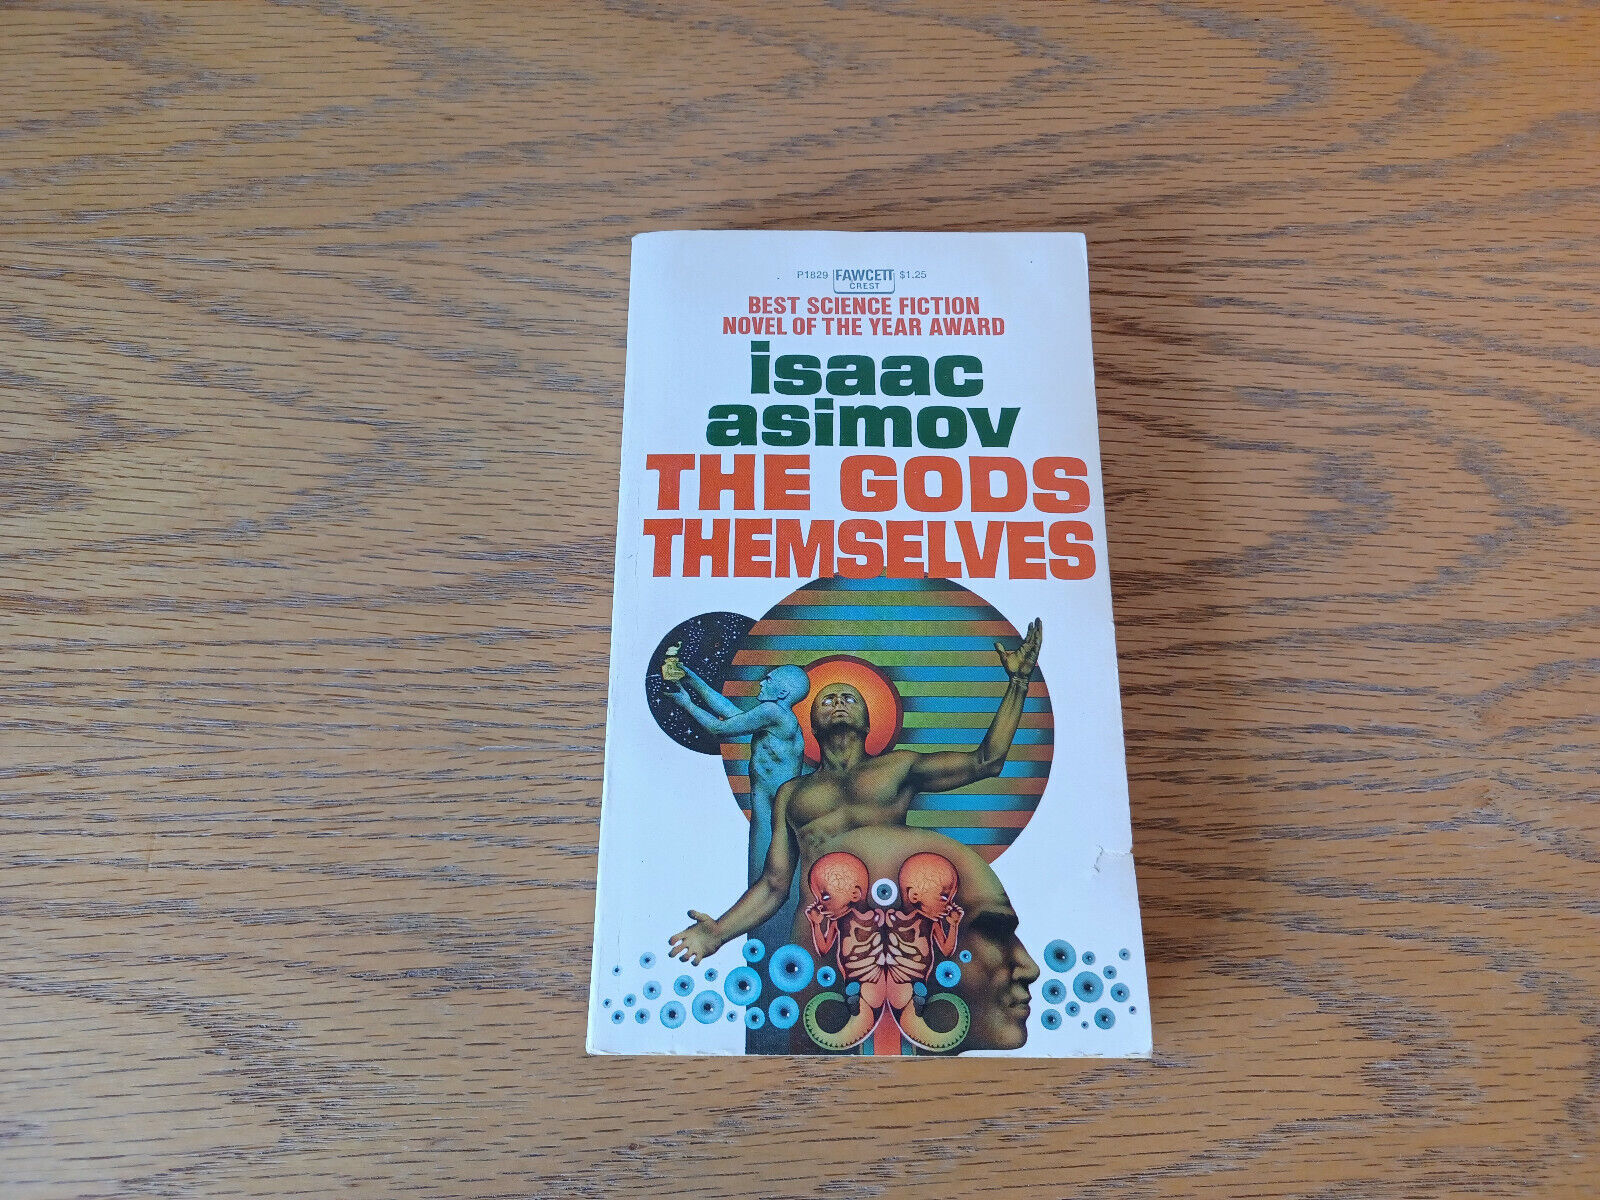 P1829 FAWCETT CREST $1.25
BEST SCIENCE FICTION
NOVEL OF THE YEAR AWARD
isaac
asimov
THE GODS
THEMSELVES